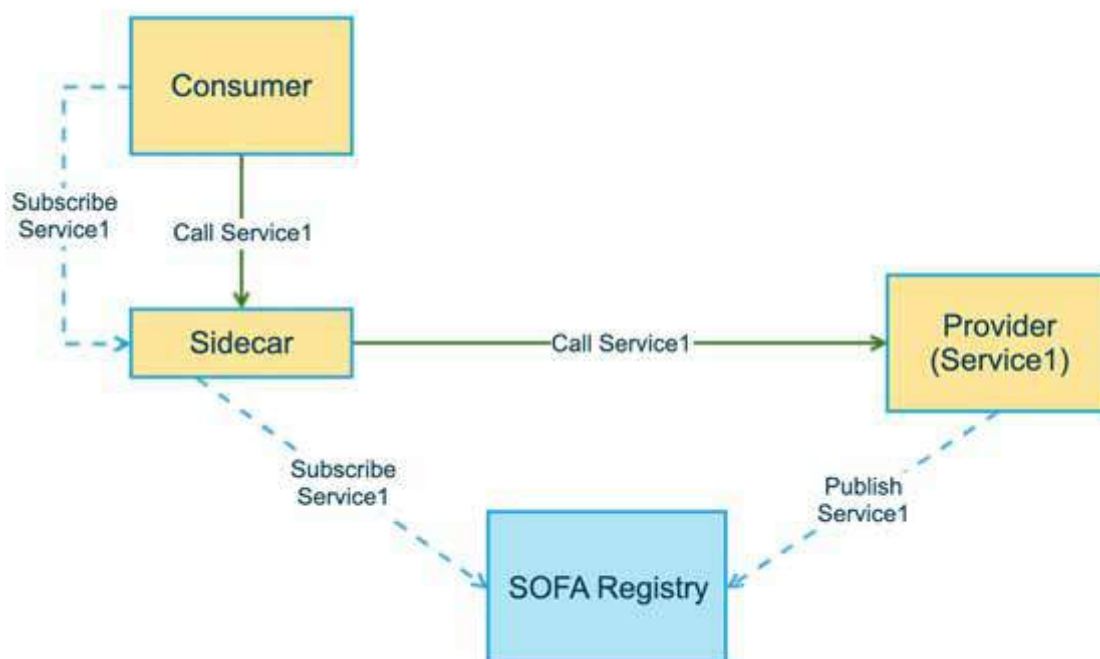 Consumer
Subscribe
Service1
Call Service1
Sidecar
Call Service1
Provider
(Service1)
Subscribe
Service1
Publish
Service1
SOFA Registry